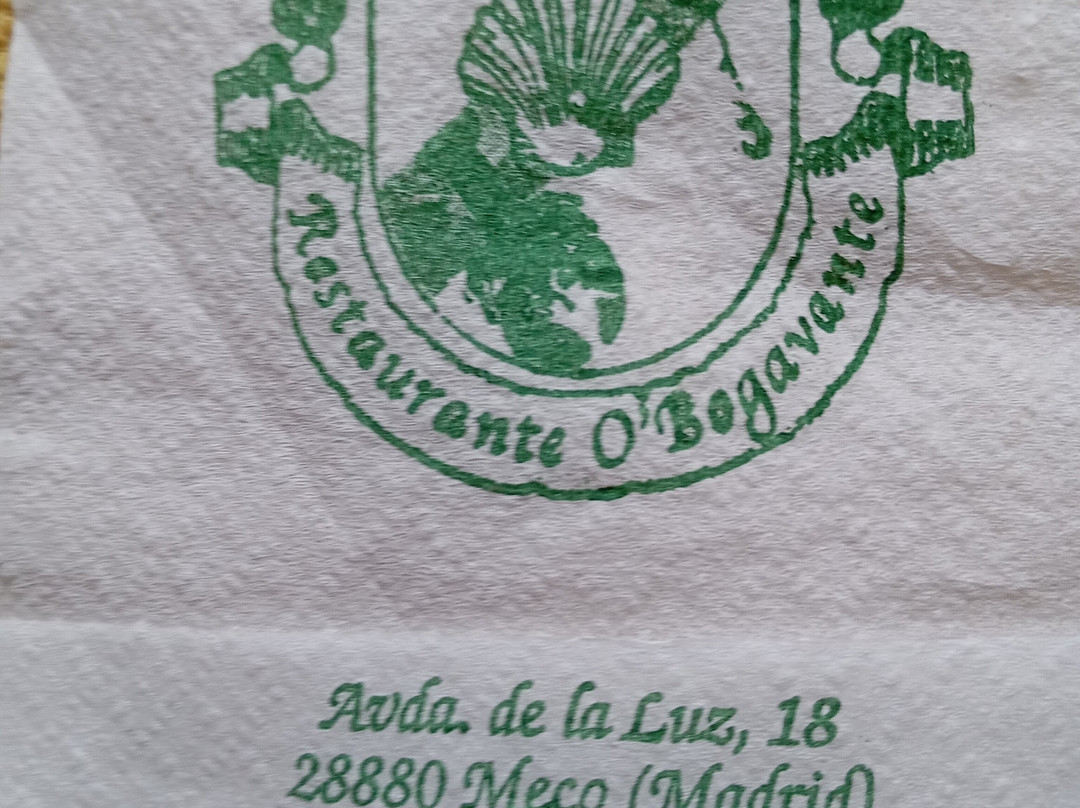 Restaurante O'Bogavante
Avda. de la Luz, 18
28880 Meco (Madrid)